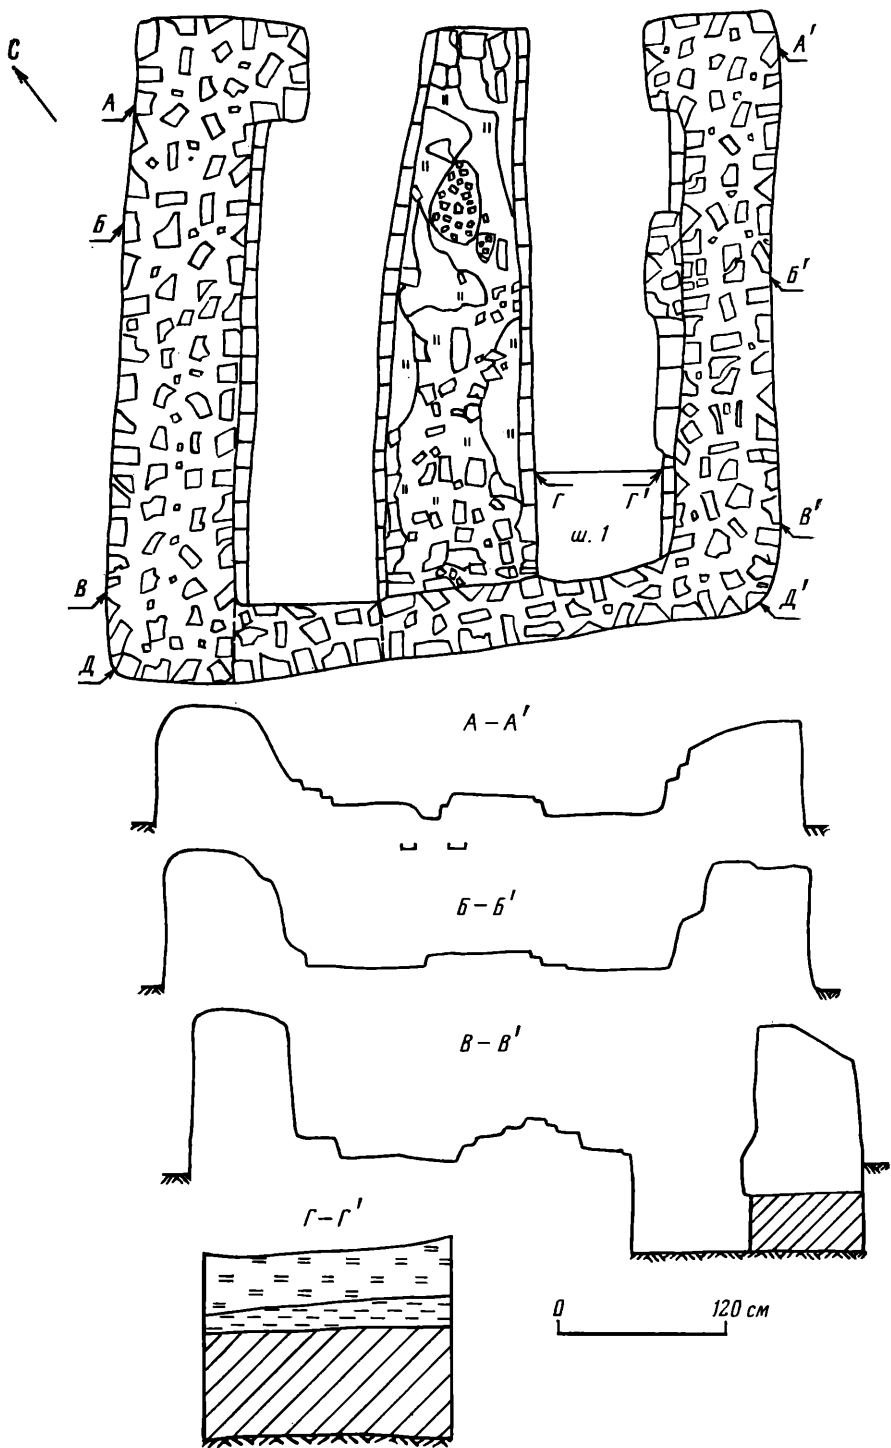 С
А
А′
Б
Б′
Г Г′
ш. 1
В′
В
Д′
Д
А – А′
Б – Б′
В – В′
Г – Г′
0 120 см